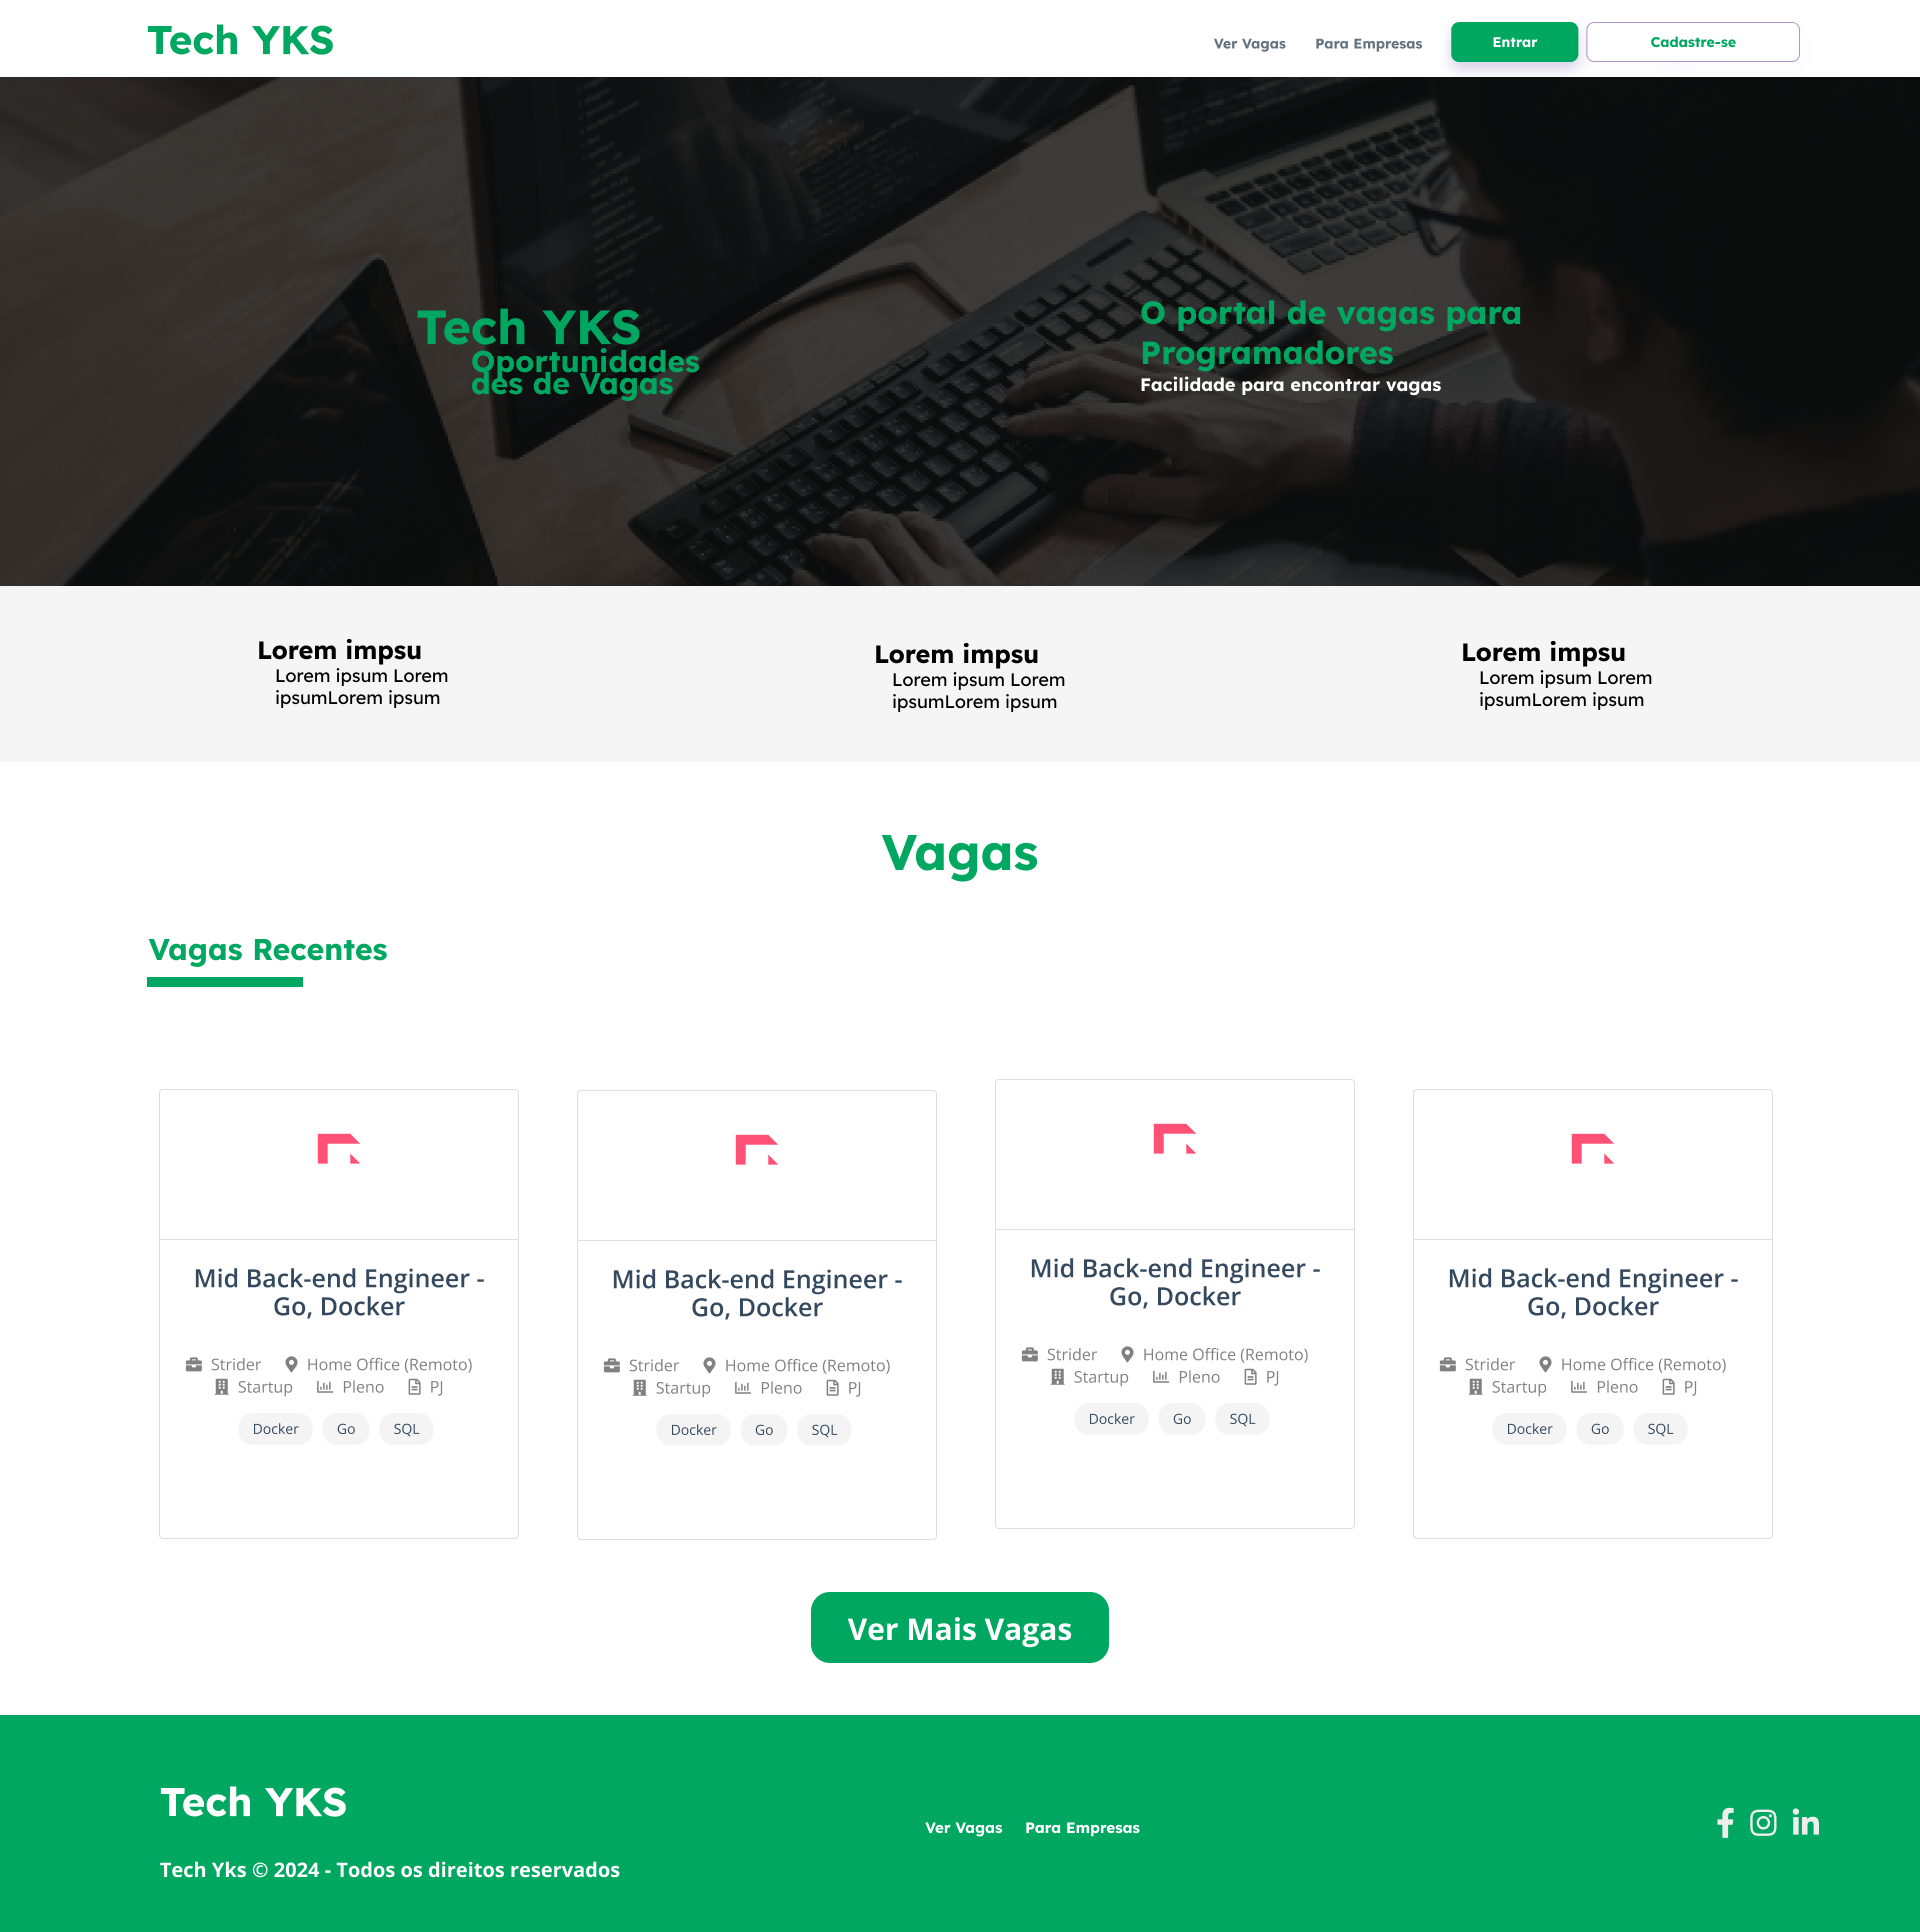 Tech YKS
Ver Vagas
Para Empresas
Entrar
Cadastre-se
Tech YKS
Oportunidades
des de Vagas
O portal de vagas para
Programadores
Facilidade para encontrar vagas
Lorem impsu
Lorem ipsum Lorem
ipsumLorem ipsum
Lorem impsu
Lorem ipsum Lorem
ipsumLorem ipsum
Lorem impsu
Lorem ipsum Lorem
ipsumLorem ipsum
Vagas
Vagas Recentes
Mid Back-end Engineer -
Go, Docker
Strider Home Office (Remoto)
Startup Pleno PJ
Docker Go SQL
Mid Back-end Engineer -
Go, Docker
Strider Home Office (Remoto)
Startup Pleno PJ
Docker Go SQL
Mid Back-end Engineer -
Go, Docker
Strider Home Office (Remoto)
Startup Pleno PJ
Docker Go SQL
Mid Back-end Engineer -
Go, Docker
Strider Home Office (Remoto)
Startup Pleno PJ
Docker Go SQL
Ver Mais Vagas
Tech YKS
Ver Vagas
Para Empresas
Tech Yks © 2024 - Todos os direitos reservados